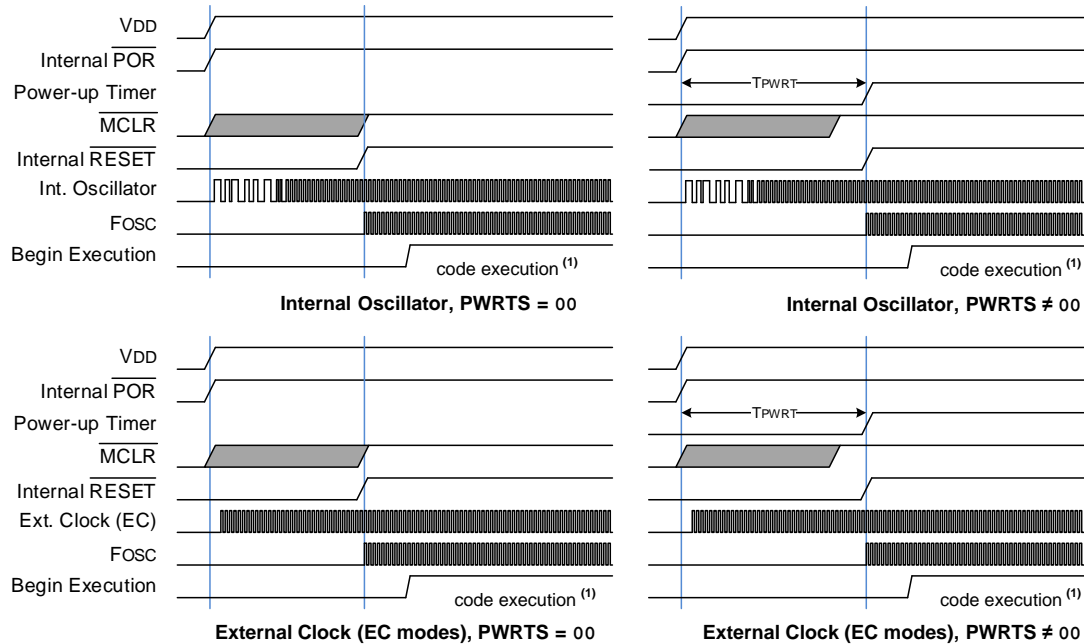 VDD
Internal POR
Power-up Timer
TPWRT
MCLR
Internal RESET
Int. Oscillator
FOSC
Begin Execution
code execution (1)
code execution (1)
Internal Oscillator, PWRTS = 00
Internal Oscillator, PWRTS ≠ 00
VDD
Internal POR
Power-up Timer
TPWRT
MCLR
Internal RESET
Ext. Clock (EC)
FOSC
Begin Execution
code execution (1)
code execution (1)
External Clock (EC modes), PWRTS = 00
External Clock (EC modes), PWRTS ≠ 00